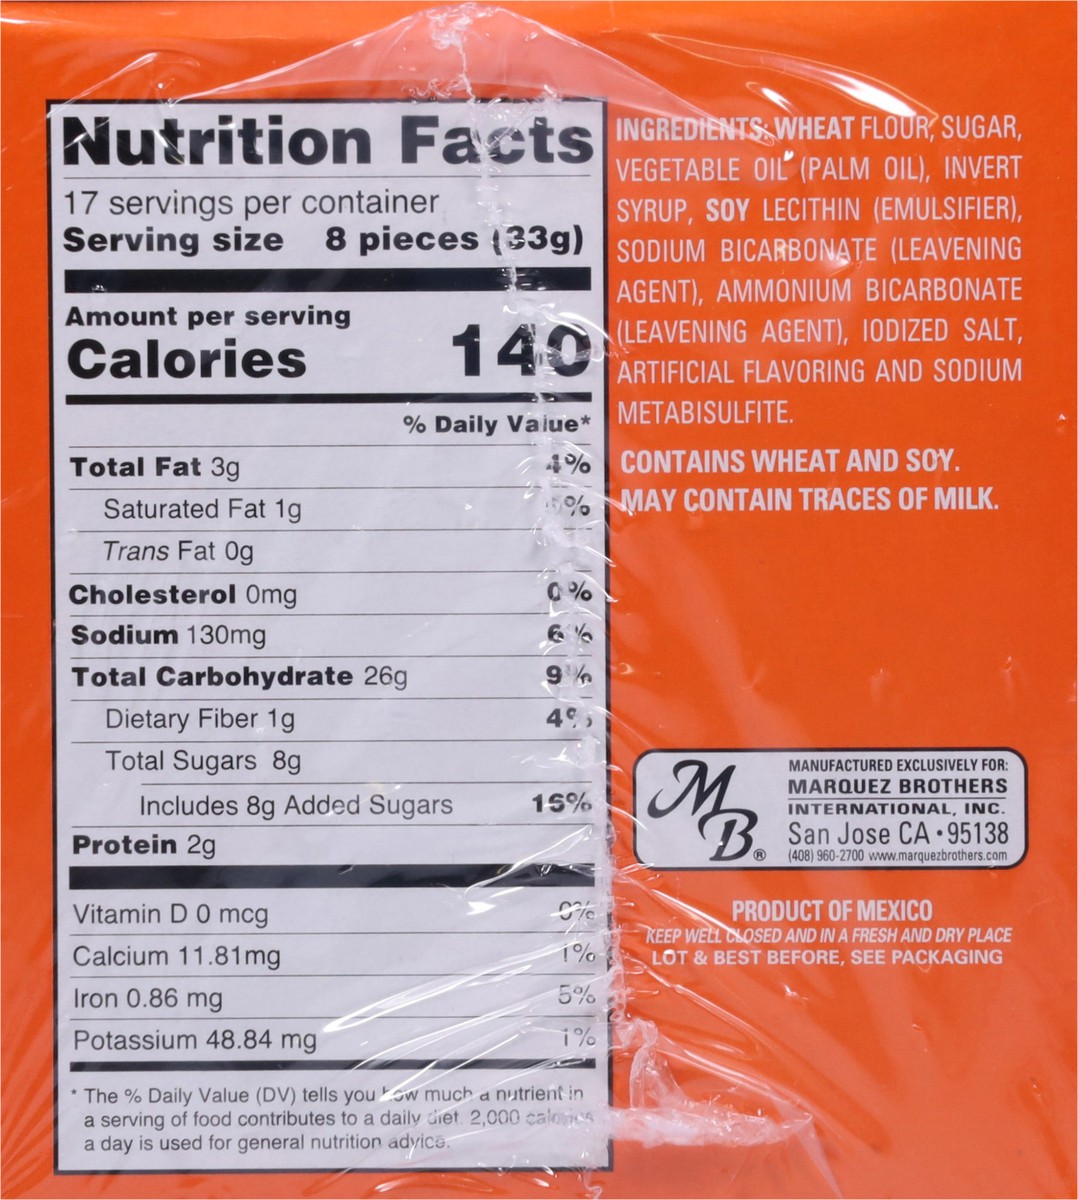 Nutrition Facts
17 servings per container
Serving size 8 pieces (33g)
Amount per serving
Calories 140
% Daily Value*
Total Fat 3g 4%
Saturated Fat 1g %
Trans Fat 0g
Cholesterol 0mg 0%
Sodium 130mg 6%
Total Carbohydrate 26g 9%
Dietary Fiber 1g 4%
Total Sugars 8g
Includes 8g Added Sugars 16%
Protein 2g
Vitamin D 0 mcg 0%
Calcium 11.81mg 1%
Iron 0.86 mg 5%
Potassium 48.84 mg 1%
* The % Daily Value (DV) tells you how much a nutrient in
a serving of food contributes to a daily diet. 2,000 calories
a day is used for general nutrition advice.
INGREDIENTS: WHEAT FLOUR, SUGAR,
VEGETABLE OIL (PALM OIL), INVERT
SYRUP, SOY LECITHIN (EMULSIFIER),
SODIUM BICARBONATE (LEAVENING
AGENT), AMMONIUM BICARBONATE
(LEAVENING AGENT), IODIZED SALT,
ARTIFICIAL FLAVORING AND SODIUM
METABISULFITE.
CONTAINS WHEAT AND SOY.
MAY CONTAIN TRACES OF MILK.
MB®
MANUFACTURED EXCLUSIVELY FOR:
MARQUEZ BROTHERS
INTERNATIONAL, INC.
San Jose CA • 95138
(408) 960-2700 www.marquezbrothers.com
PRODUCT OF MEXICO
KEEP WELL CLOSED AND IN A FRESH AND DRY PLACE
LOT & BEST BEFORE, SEE PACKAGING